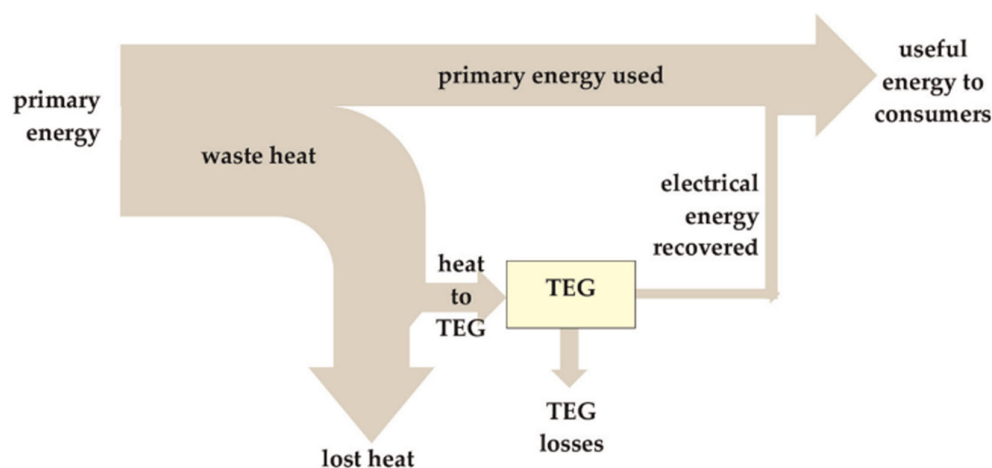 primary
energy
primary energy used
useful
energy to
consumers
waste heat
electrical
energy
recovered
heat
to
TEG
TEG
TEG
losses
lost heat